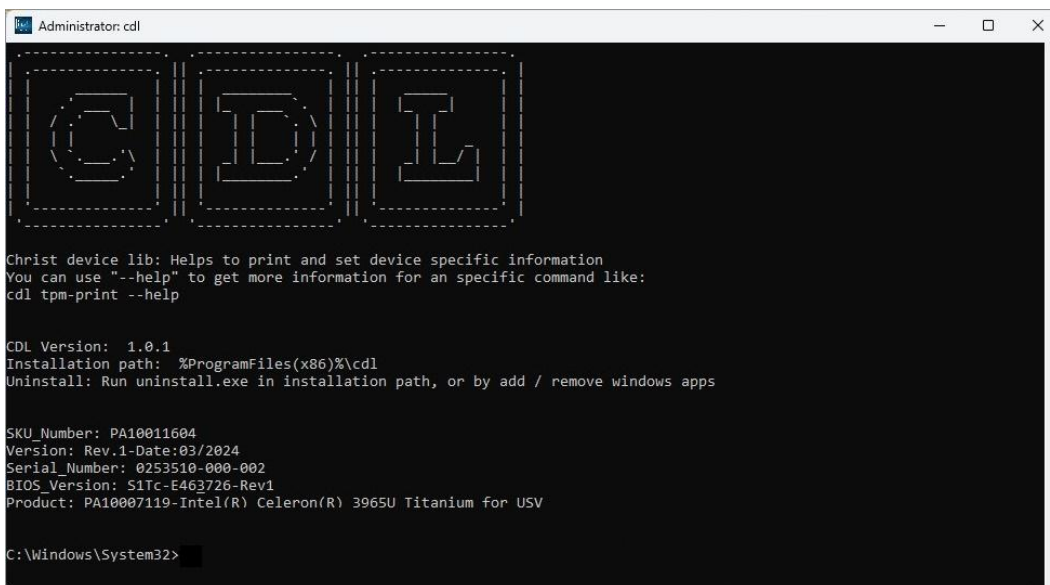 Administrator: cdl
CDL
Christ device lib: Helps to print and set device specific information
You can use "--help" to get more information for an specific command like:
cdl tpm-print --help
CDL Version:  1.0.1
Installation path:  %ProgramFiles(x86)%\cdl
Uninstall: Run uninstall.exe in installation path, or by add / remove windows apps
SKU_Number: PA10011604
Version: Rev.1-Date:03/2024
Serial_Number: 0253510-000-002
BIOS_Version: S1Tc-E463726-Rev1
Product: PA10007119-Intel(R) Celeron(R) 3965U Titanium for USV
C:\Windows\System32>